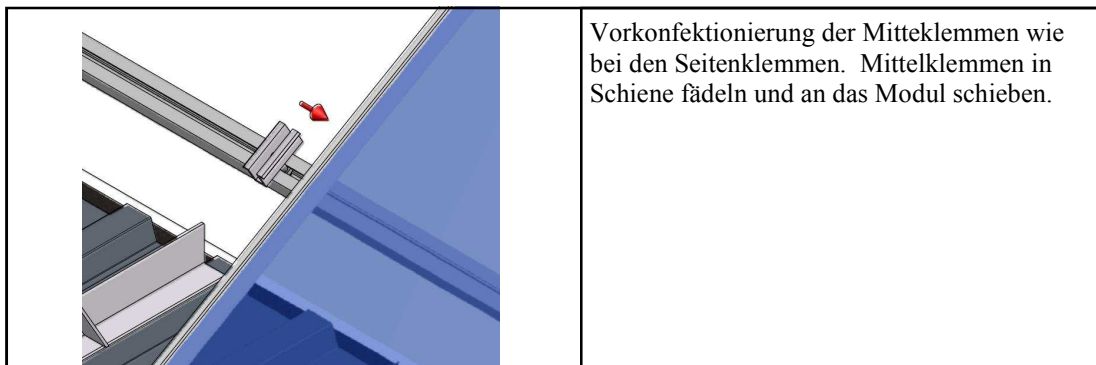 Vorkonfektionierung der Mitteklemmen wie
bei den Seitenklemmen.  Mittelklemmen in
Schiene fädeln und an das Modul schieben.